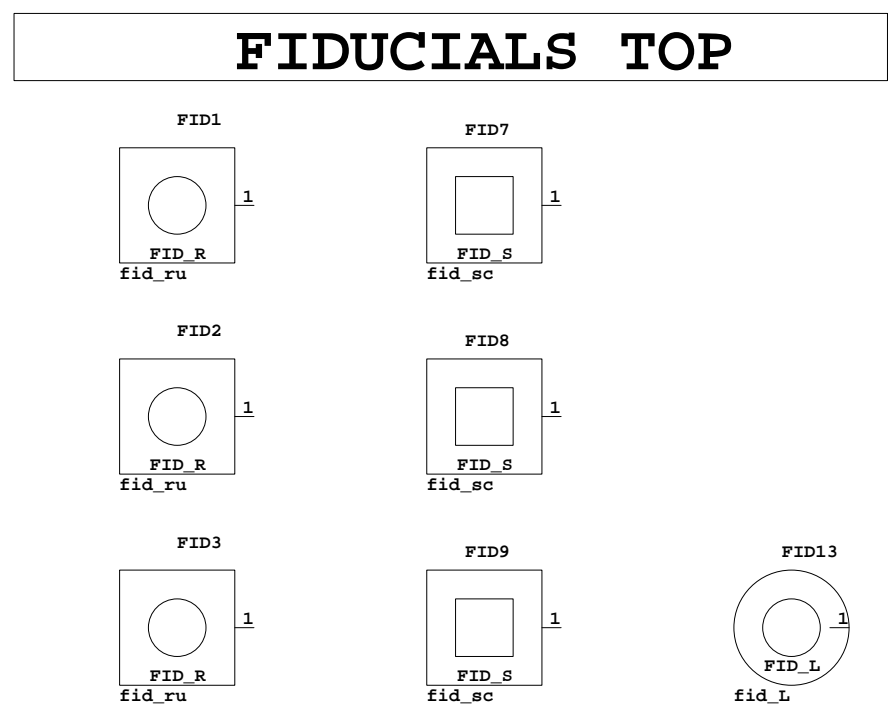 FIDUCIALS TOP
FID1
1
FID_R
fid_ru
FID7
1
FID_S
fid_sc
FID2
1
FID_R
fid_ru
FID8
1
FID_S
fid_sc
FID3
1
FID_R
fid_ru
FID9
1
FID_S
fid_sc
FID13
1
FID_L
fid_L